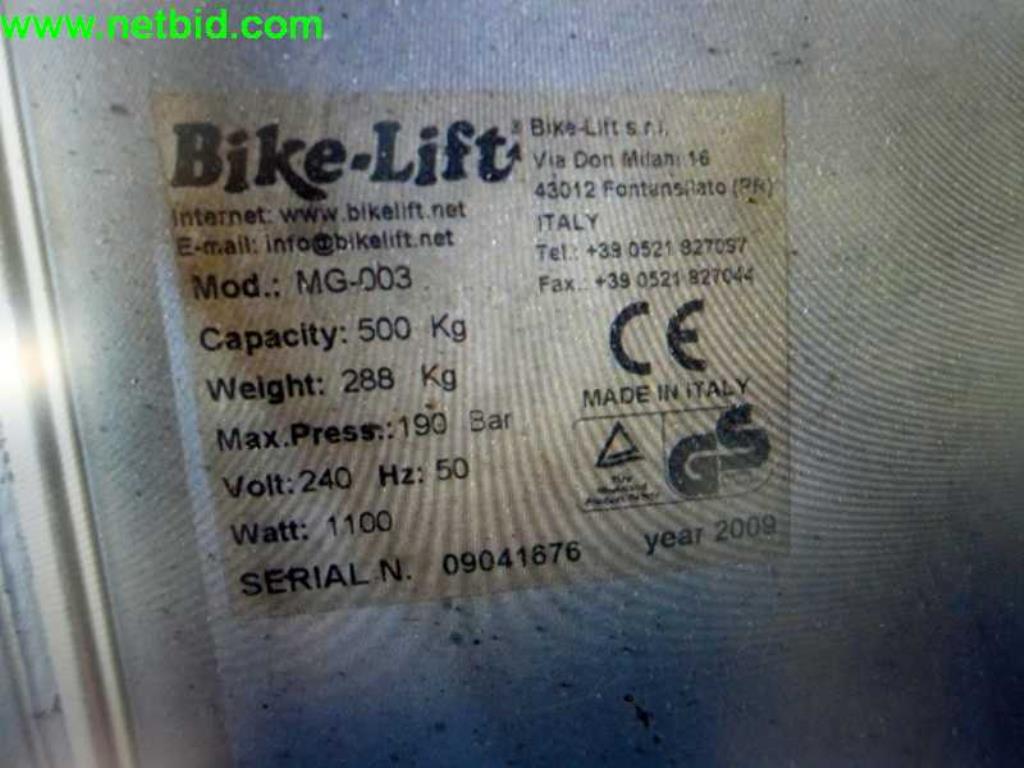 www.netbid.com
Bike-Lift
Internet: www.bikelift.net
E-mail: info@bikelift.net
Bike-Lift s.r.l.
Via Don Milani 16
43012 Fontanellato (PR)
ITALY
Tel.: +39 0521 827097
Fax.: +39 0521 827044
Mod.: MG-003
Capacity: 500 Kg
Weight: 288 Kg
Max.Press.:190 Bar
Volt:240 Hz:50
Watt: 1100
SERIAL N. 09041676
CE
MADE IN ITALY
GS
year 2009